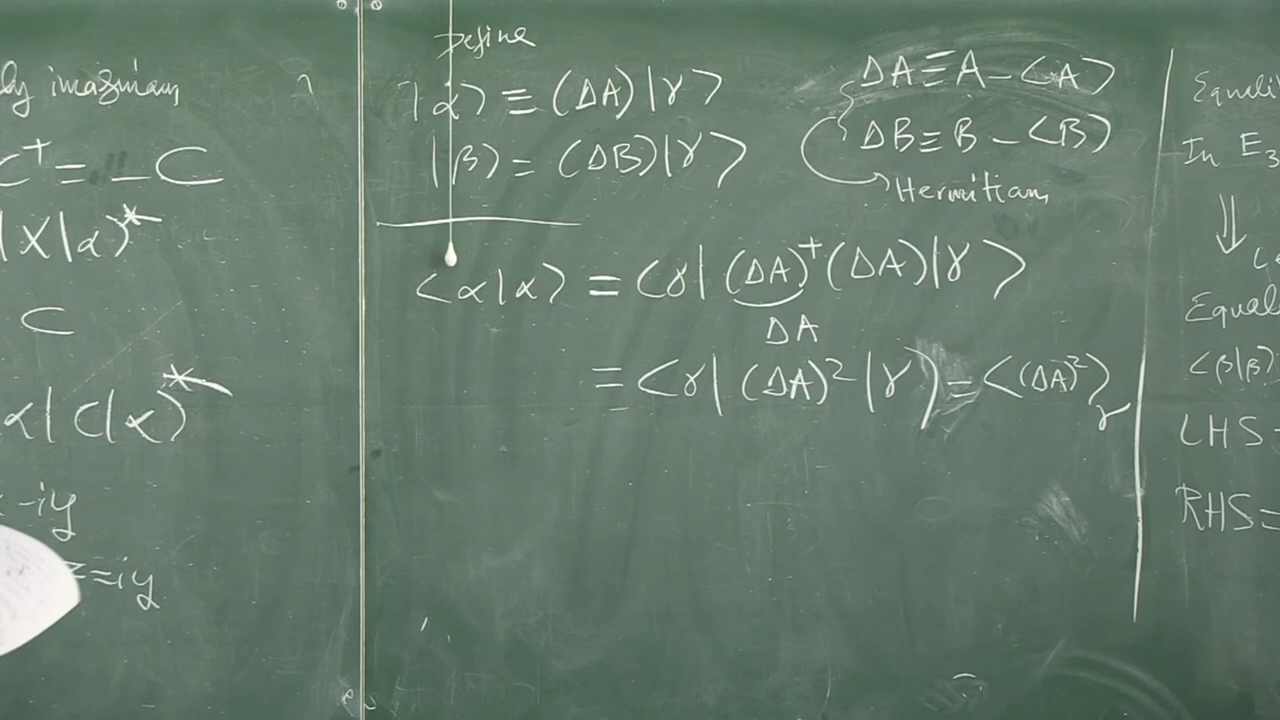 ly imaginary
C⁺ = - C
|X|α)*
C
α|C|α)*
-iy
z = iy
Define
|α⟩ ≡ (ΔA)|γ⟩
|β⟩ = (ΔB)|γ⟩
ΔA ≡ A - ⟨A⟩
ΔB ≡ B - ⟨B⟩
Hermitian
⟨α|α⟩ = ⟨γ|(ΔA)⁺(ΔA)|γ⟩
ΔA
= ⟨γ|(ΔA)²|γ⟩ = ⟨(ΔA)²⟩γ
Equali
In E₃
⇓
Equal
⟨β|β⟩
LHS =
RHS =